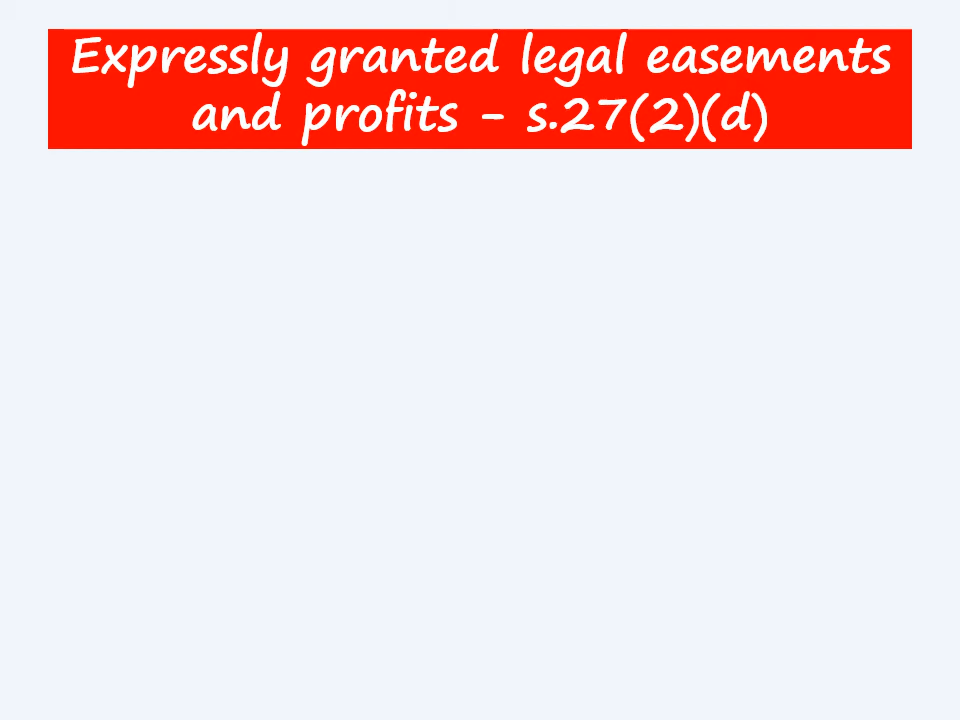 Expressly granted legal easements
and profits - s.27(2)(d)